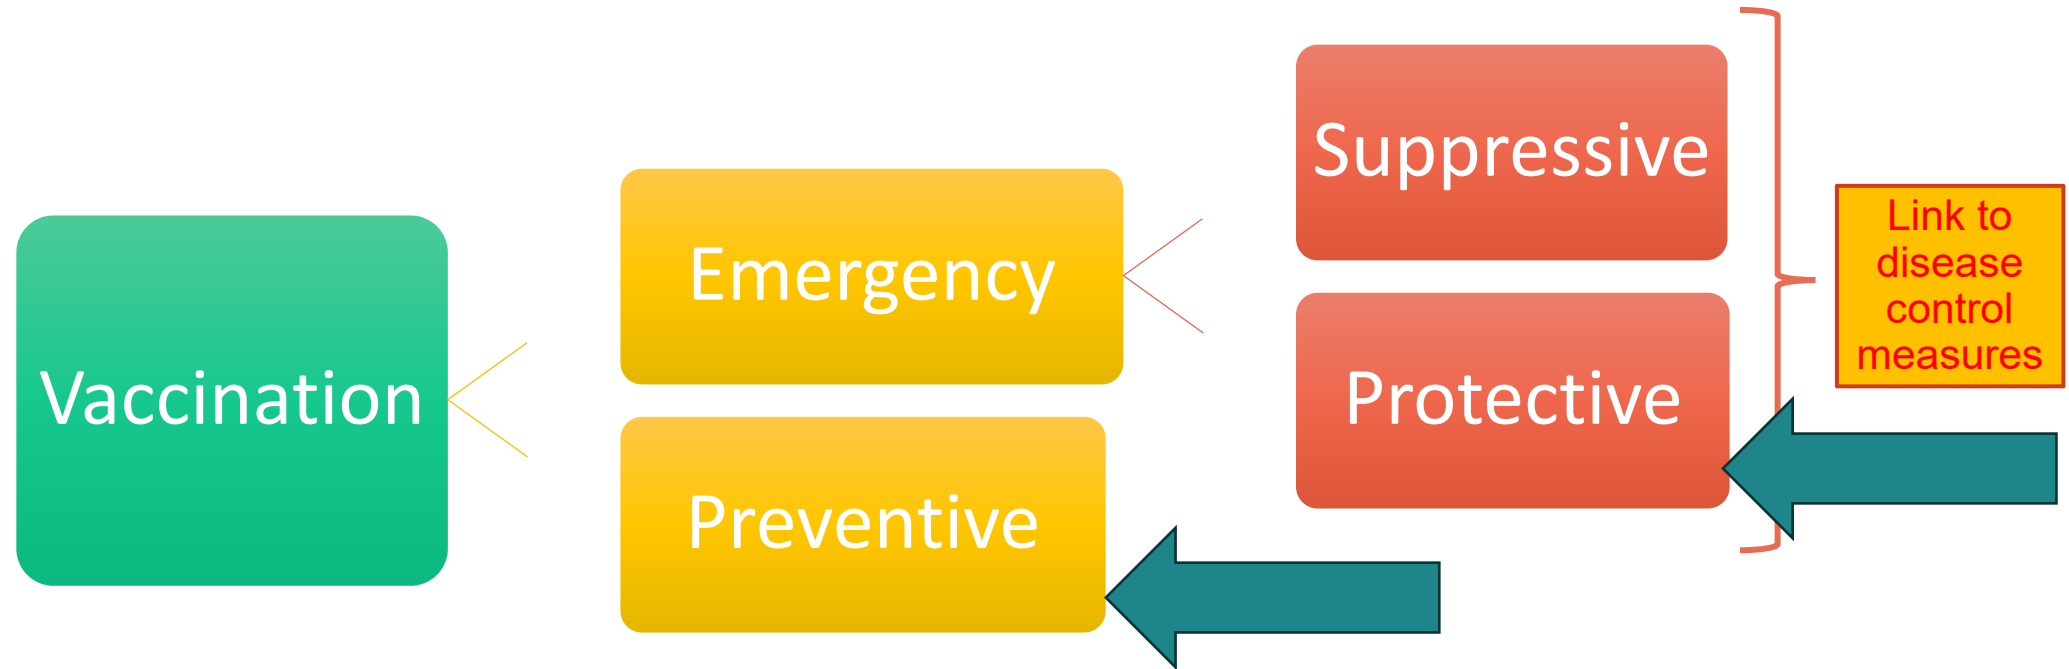 Vaccination
Emergency
Preventive
Suppressive
Protective
Link to
disease
control
measures